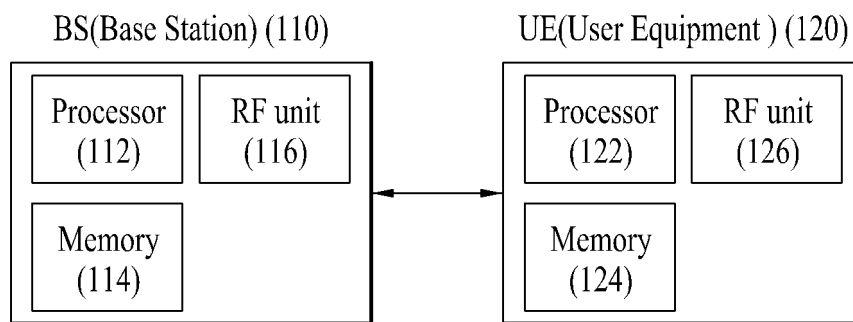 BS(Base Station) (110)
UE(User Equipment ) (120)
Processor
(112)
RF unit
(116)
Memory
(114)
Processor
(122)
RF unit
(126)
Memory
(124)